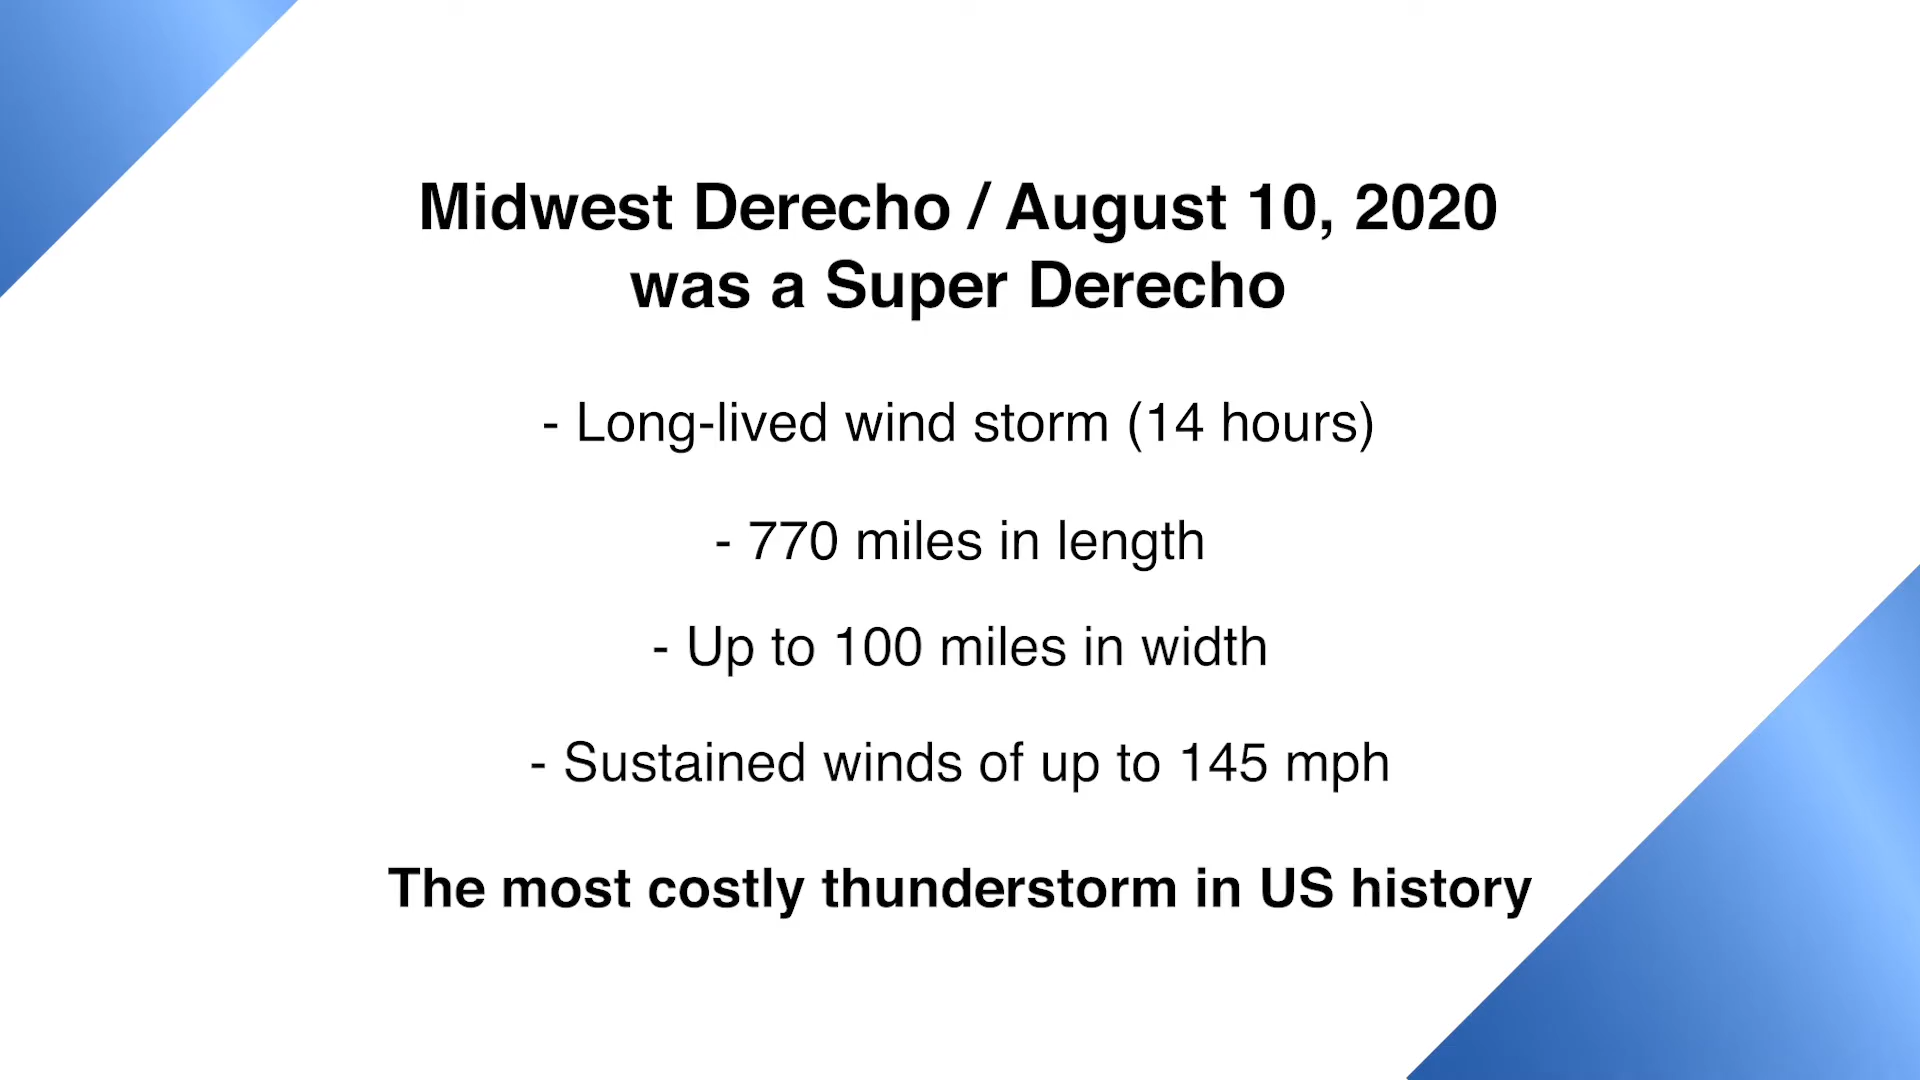 Midwest Derecho / August 10, 2020
was a Super Derecho
- Long-lived wind storm (14 hours)
- 770 miles in length
- Up to 100 miles in width
- Sustained winds of up to 145 mph
The most costly thunderstorm in US history